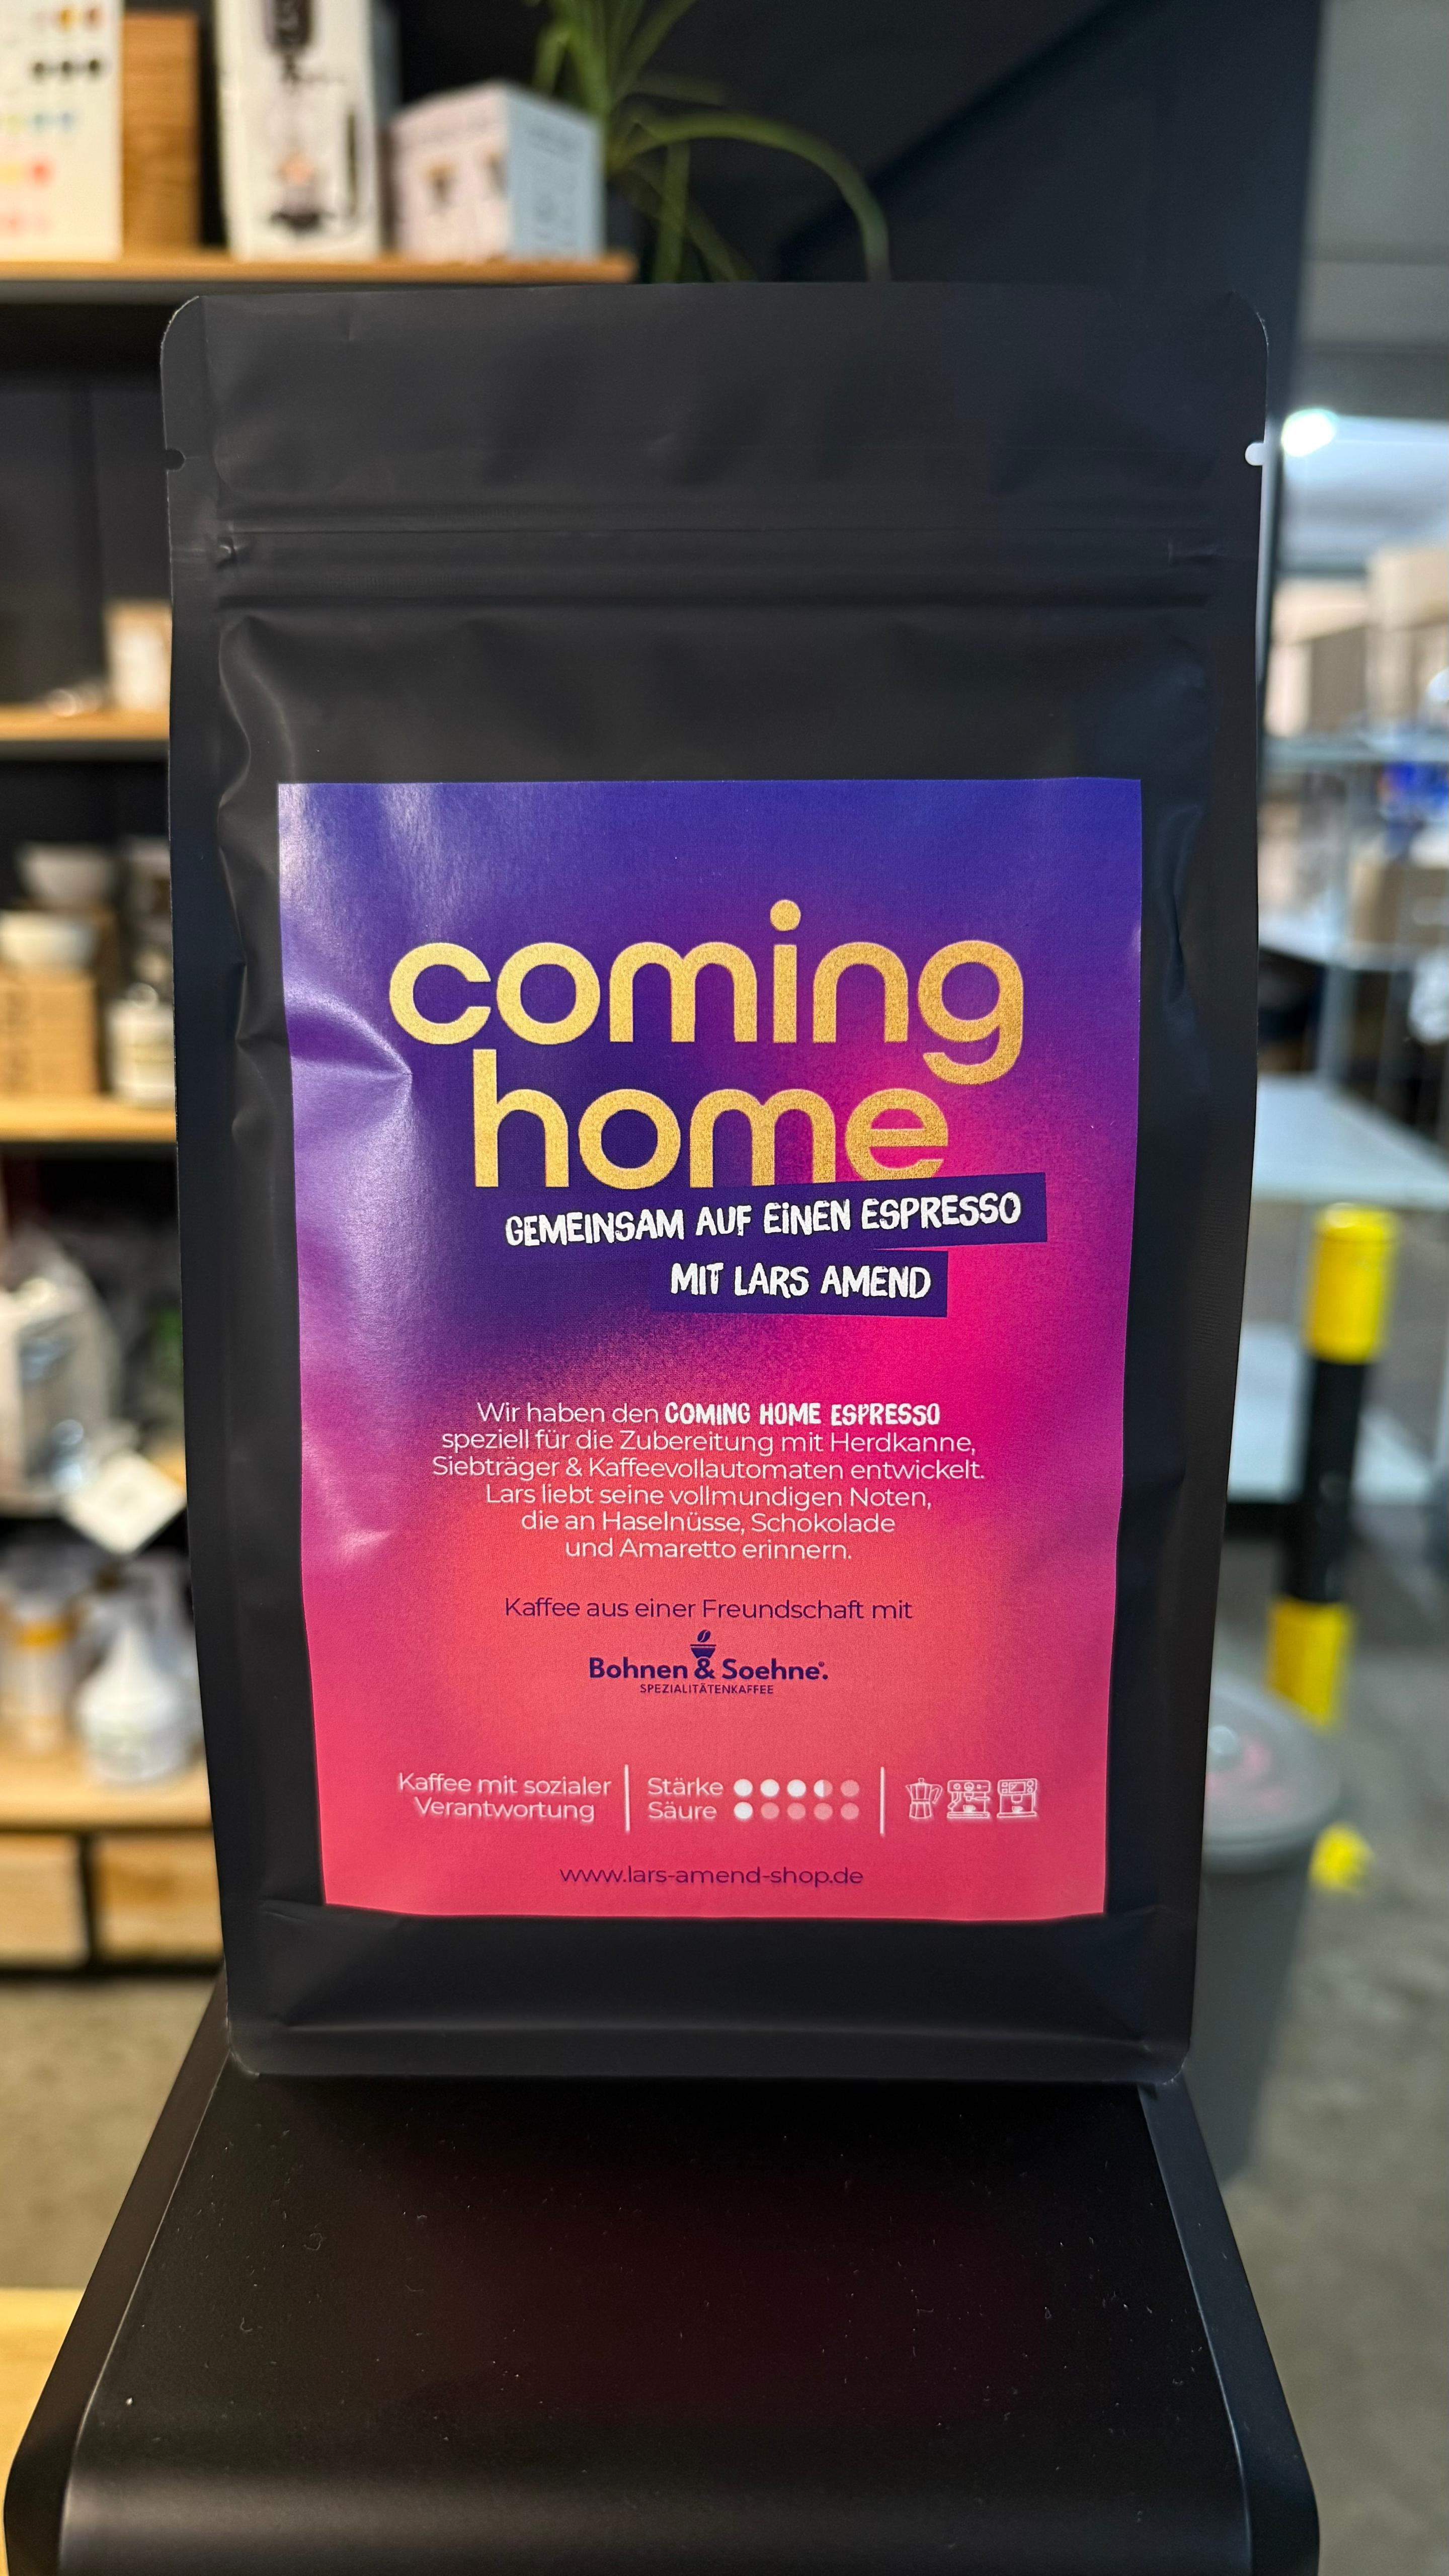 coming
home
GEMEINSAM AUF EINEN ESPRESSO
MIT LARS AMEND
Wir haben den COMING HOME ESPRESSO
speziell für die Zubereitung mit Herdkanne,
Siebträger & Kaffeevollautomaten entwickelt.
Lars liebt seine vollmundigen Noten,
die an Haselnüsse, Schokolade
und Amaretto erinnern.
Kaffee aus einer Freundschaft mit
Bohnen & Soehne®.
SPEZIALITÄTENKAFFEE
Kaffee mit sozialer
Verantwortung
Stärke
Säure
www.lars-amend-shop.de